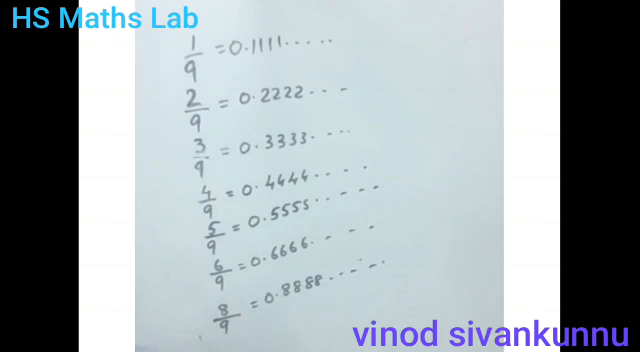 HS Maths Lab
1/9 = 0.1111.....
2/9 = 0.2222...
3/9 = 0.3333.....
4/9 = 0.4444.....
5/9 = 0.5555.....
6/9 = 0.6666.....
8/9 = 0.8888.....
vinod sivankunnu